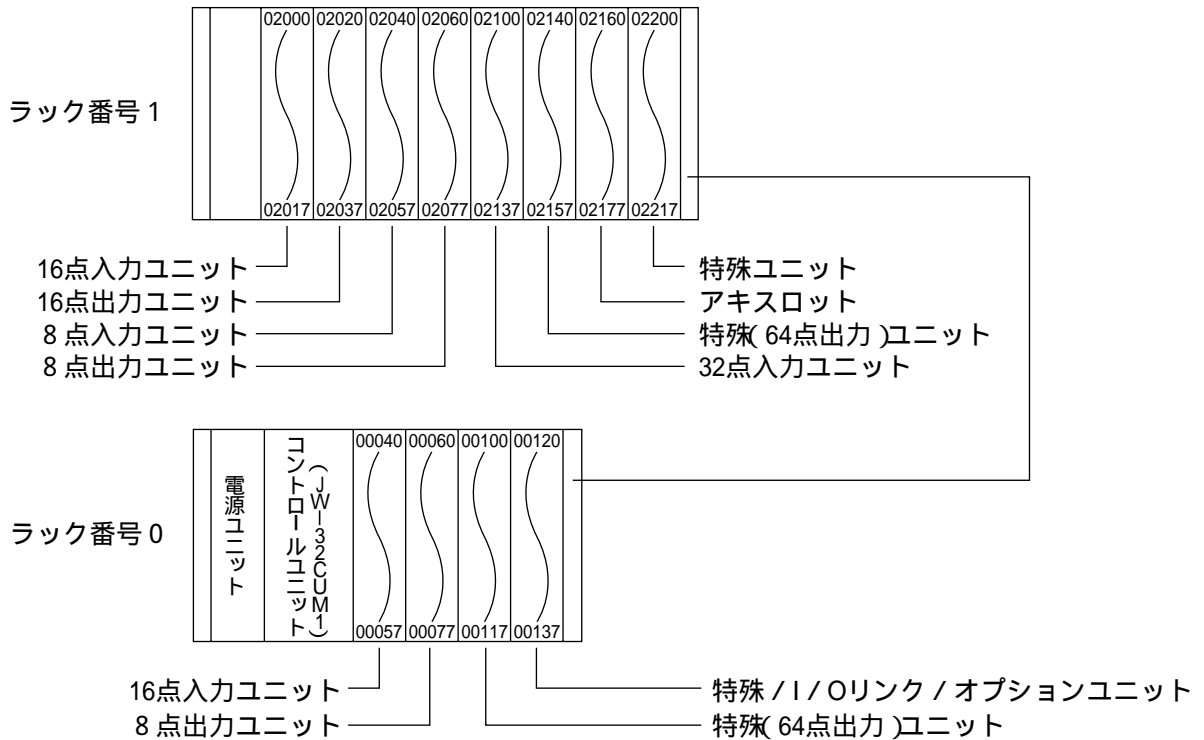 02000 02020 02040 02060 02100 02140 02160 02200
ラック番号 1
02017 02037 02057 02077 02137 02157 02177 02217
16点入力ユニット
16点出力ユニット
8 点入力ユニット
8 点出力ユニット
特殊ユニット
アキスロット
特殊( 64点出力 )ユニット
32点入力ユニット
ラック番号 0
電源ユニット
コントロールユニット
(JW-32CUM1)
00040 00060 00100 00120
00057 00077 00117 00137
16点入力ユニット
8 点出力ユニット
特殊 / I / Oリンク / オプションユニット
特殊( 64点出力 )ユニット